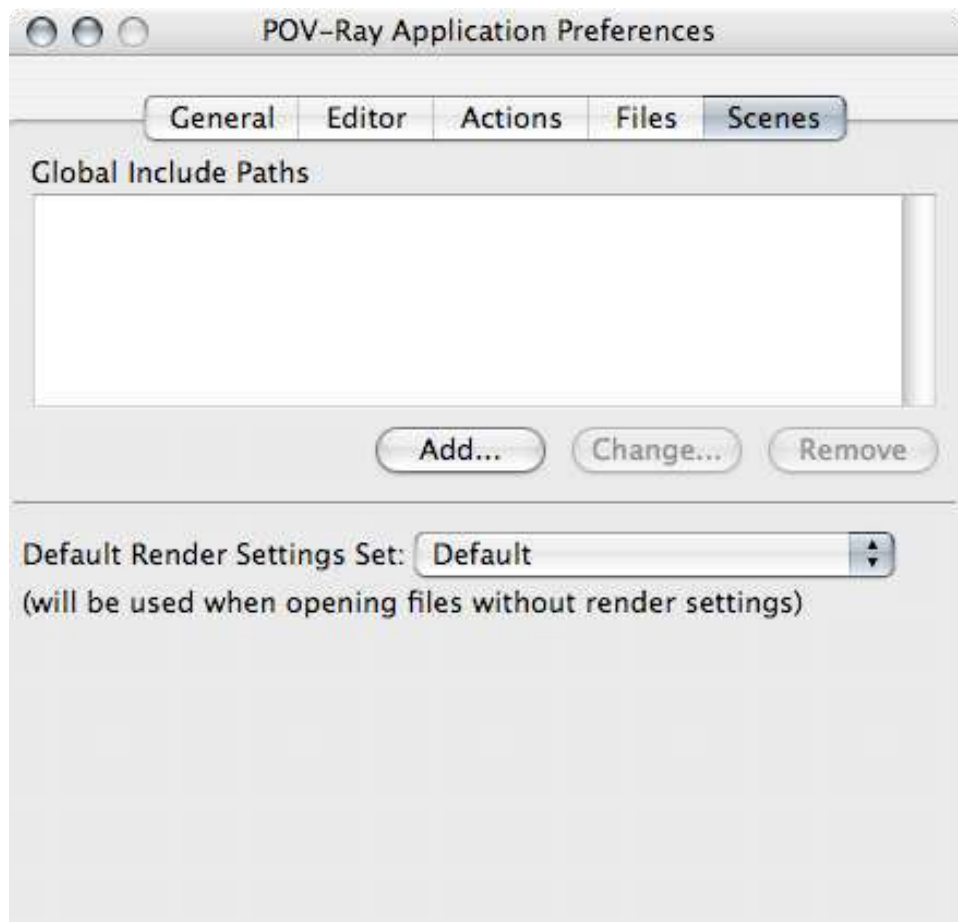 POV-Ray Application Preferences
General Editor Actions Files Scenes
Global Include Paths
Add... Change... Remove
Default Render Settings Set: Default
(will be used when opening files without render settings)